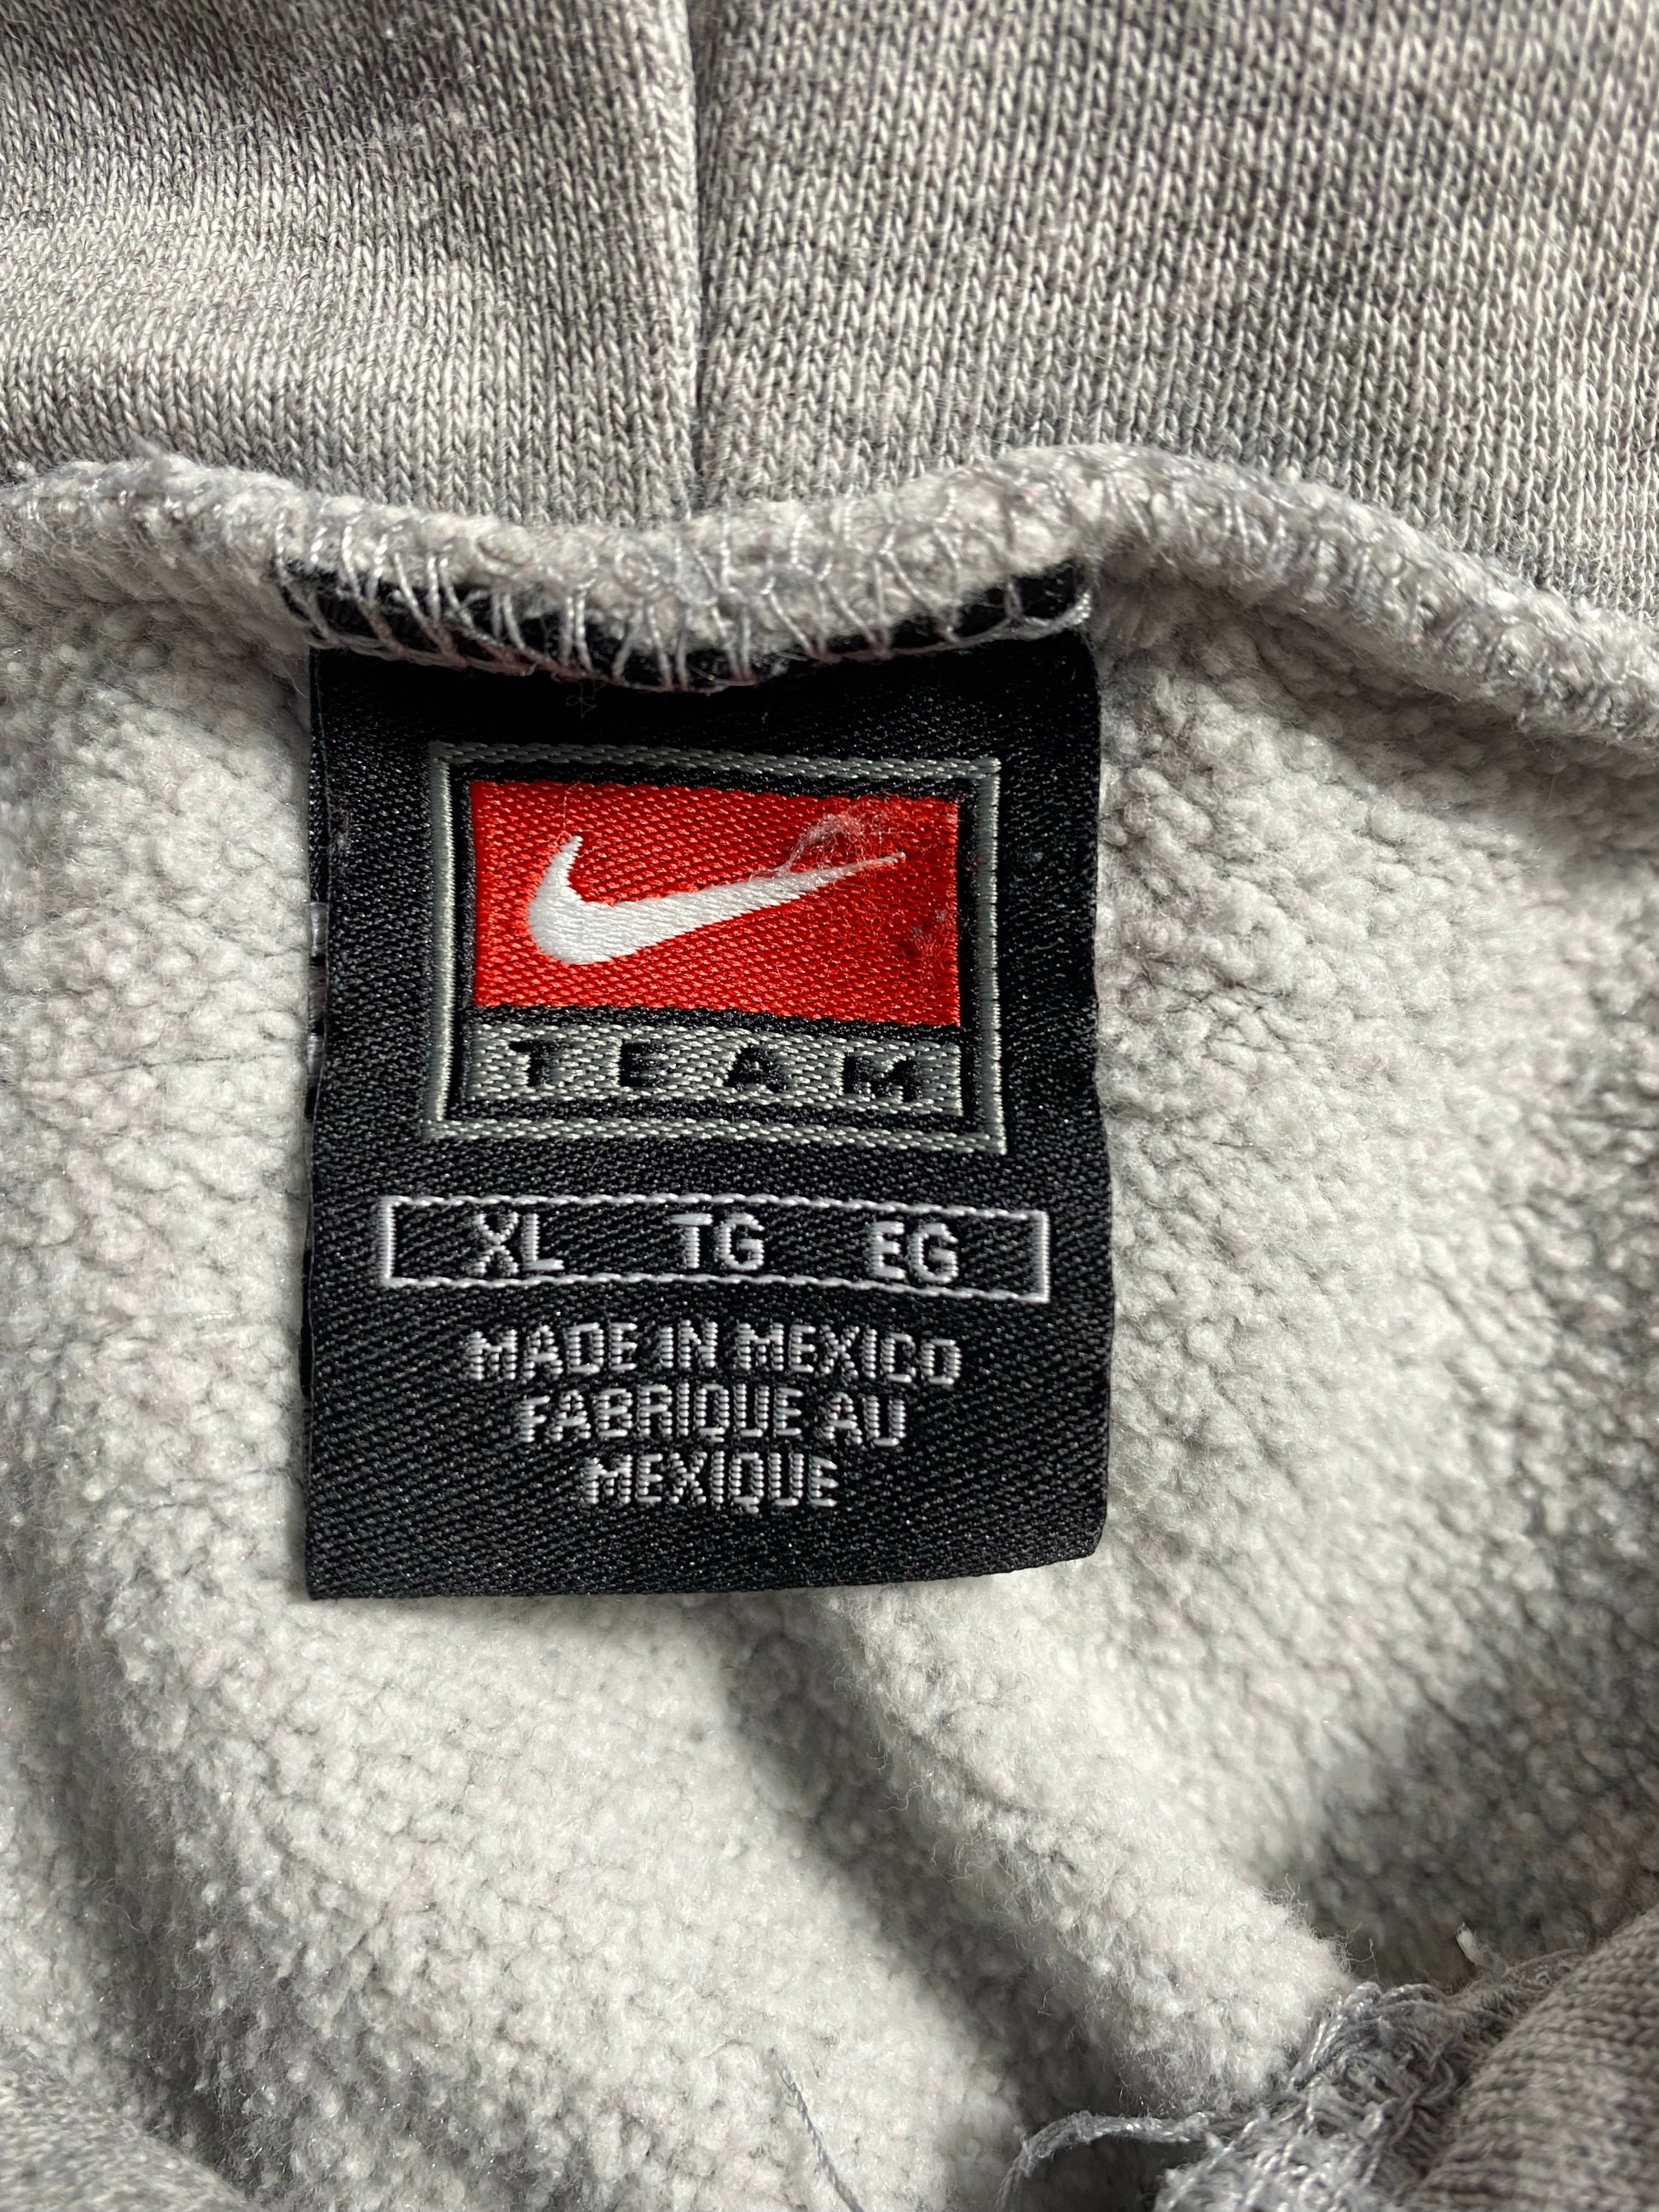 TEAM
XL TG EG
MADE IN MEXICO
FABRIQUE AU
MEXIQUE